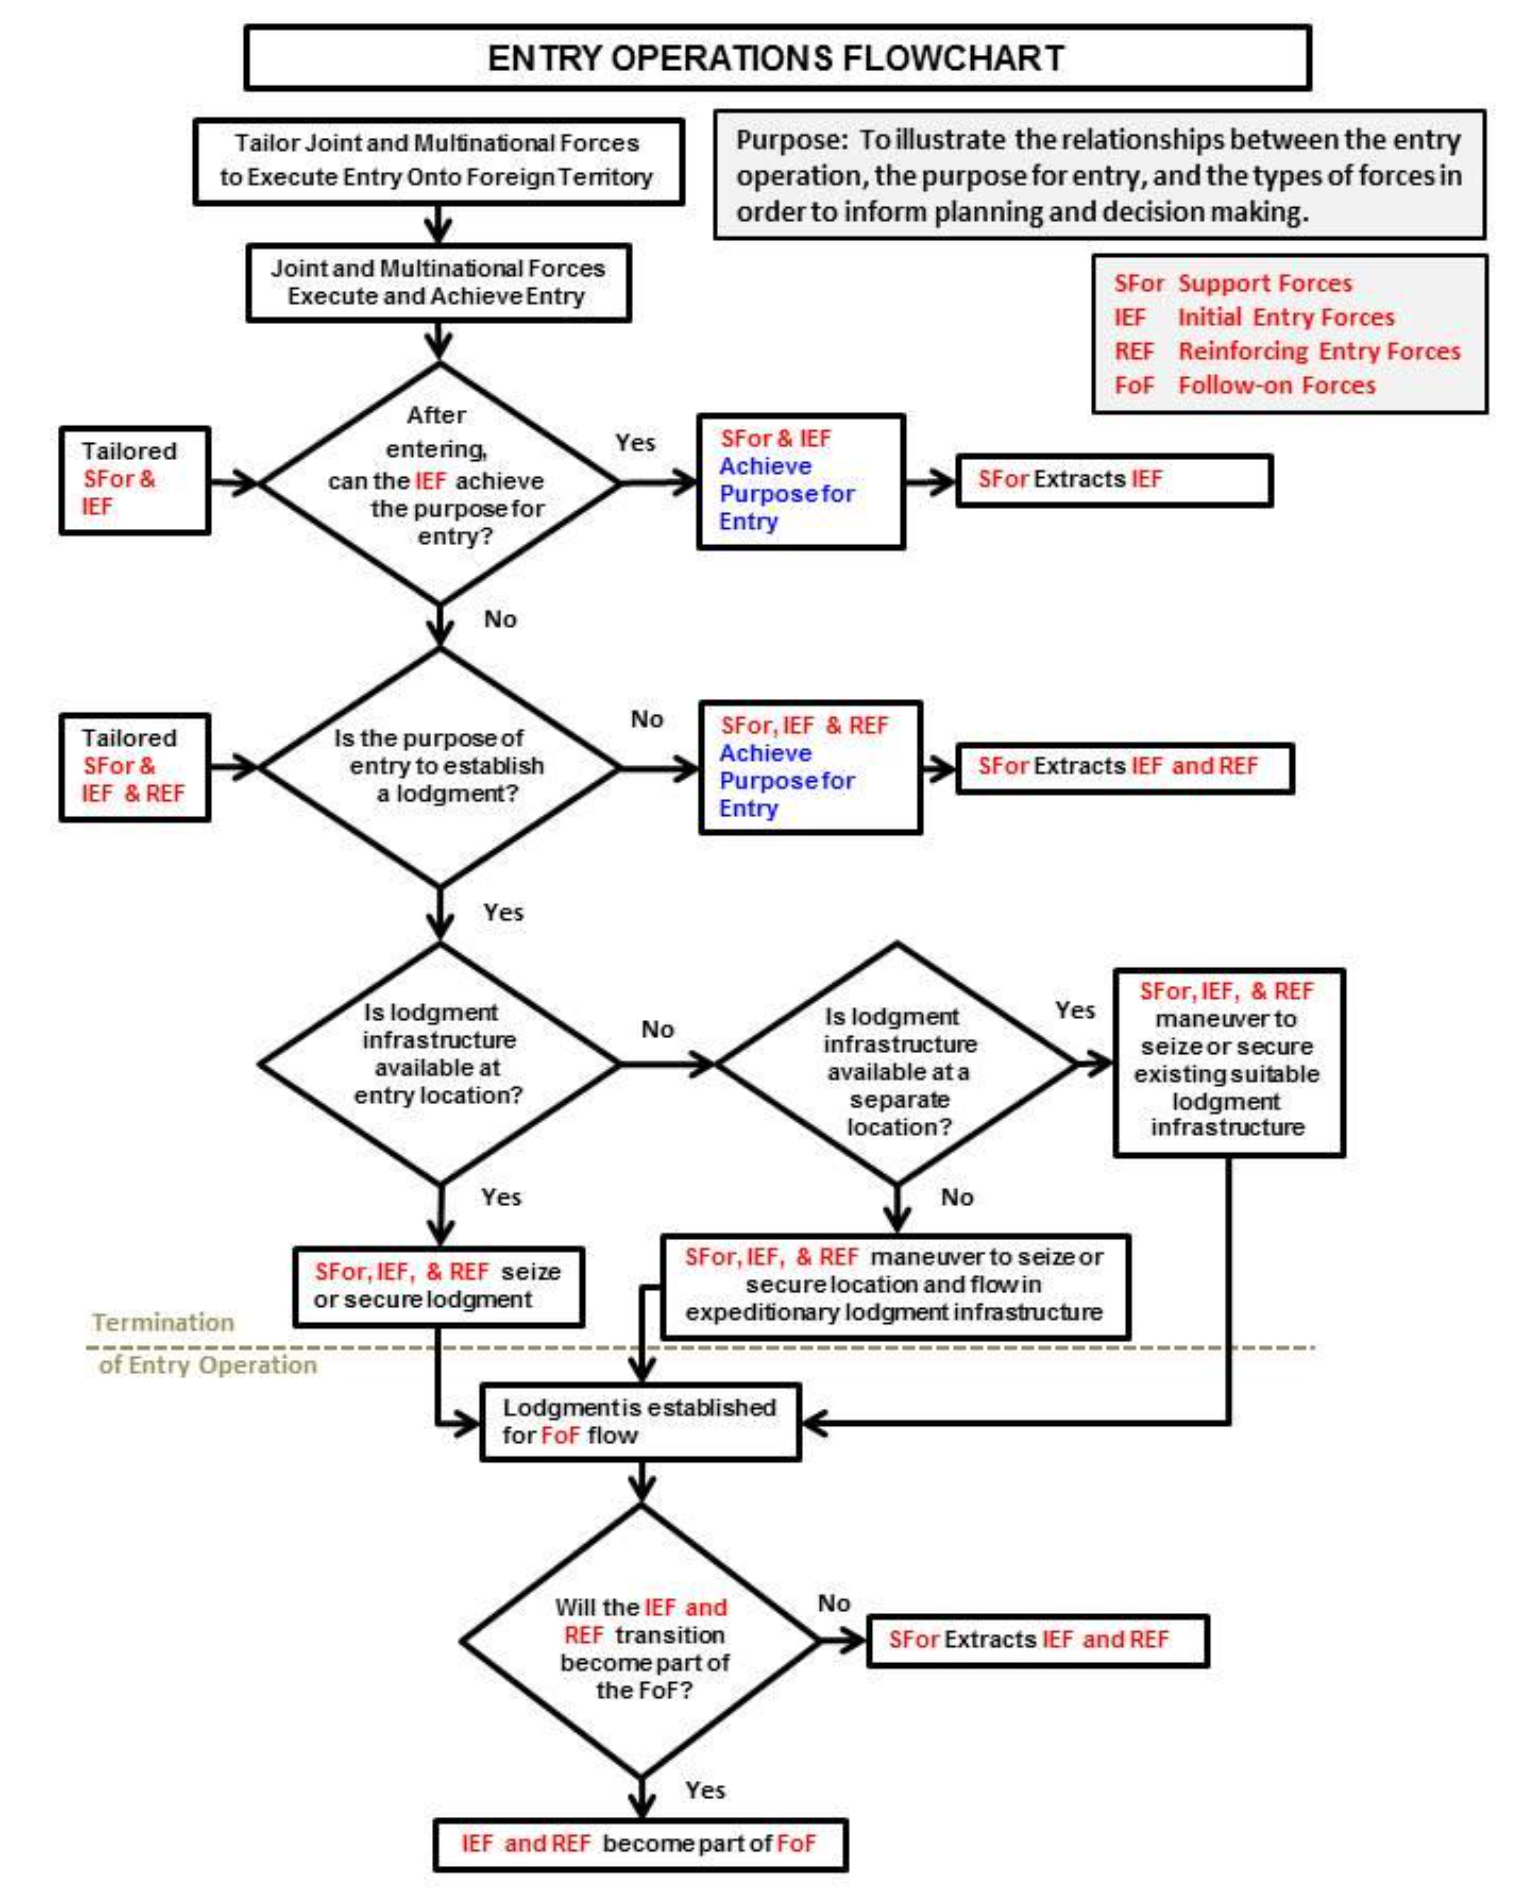 ENTRY OPERATIONS FLOWCHART
Tailor Joint and Multinational Forces
to Execute Entry Onto Foreign Territory
Purpose: To illustrate the relationships between the entry
operation, the purpose for entry, and the types of forces in
order to inform planning and decision making.
Joint and Multinational Forces
Execute and Achieve Entry
SFor Support Forces
IEF Initial Entry Forces
REF Reinforcing Entry Forces
FoF Follow-on Forces
Tailored
SFor &
IEF
After
entering,
can the IEF achieve
the purpose for
entry?
Yes
SFor & IEF
Achieve
Purpose for
Entry
SFor Extracts IEF
No
Tailored
SFor &
IEF & REF
Is the purpose of
entry to establish
a lodgment?
No
SFor, IEF & REF
Achieve
Purpose for
Entry
SFor Extracts IEF and REF
Yes
Is lodgment
infrastructure
available at
entry location?
No
Is lodgment
infrastructure
available at a
separate
location?
Yes
SFor, IEF, & REF
maneuver to
seize or secure
existing suitable
lodgment
infrastructure
Yes
No
SFor, IEF, & REF seize
or secure lodgment
SFor, IEF, & REF maneuver to seize or
secure location and flow in
expeditionary lodgment infrastructure
Termination
of Entry Operation
Lodgment is established
for FoF flow
Will the IEF and
REF transition
become part of
the FoF?
No
SFor Extracts IEF and REF
Yes
IEF and REF become part of FoF